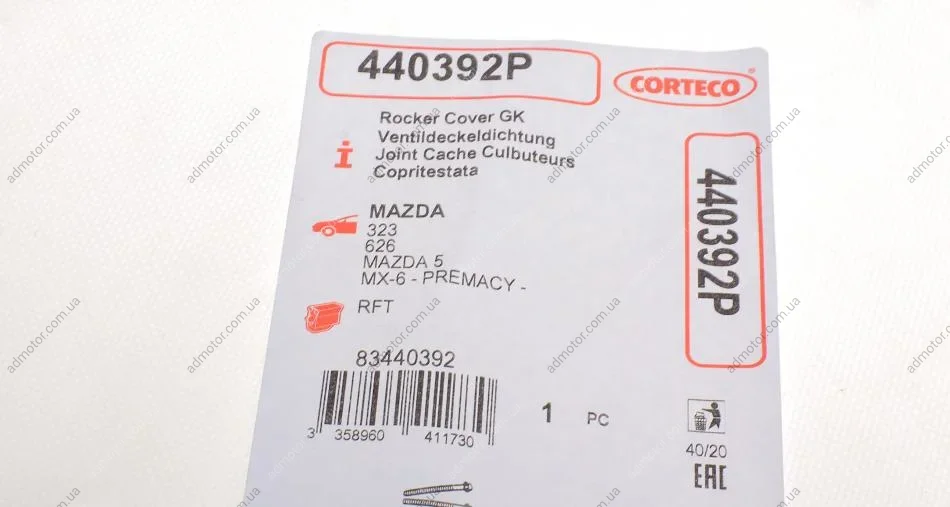 440392P
CORTECO
Rocker Cover GK
Ventildeckeldichtung
Joint Cache Culbuteurs
Copritestata
i
MAZDA
323
626
MAZDA 5
MX-6 - PREMACY -
RFT
440392P
83440392
3 358960 411730
1 PC
40/20
EAC
admotor.com.ua